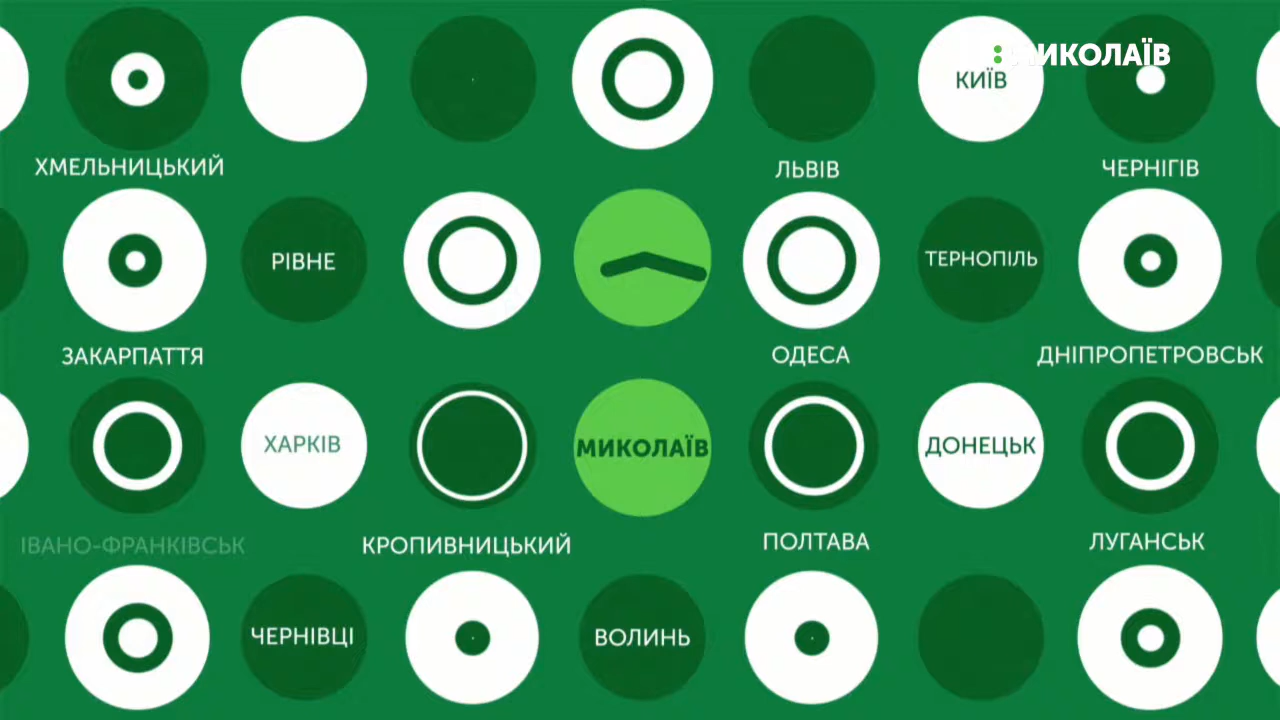 МИКОЛАЇВ
КИЇВ
ХМЕЛЬНИЦЬКИЙ
ЛЬВІВ
ЧЕРНІГІВ
РІВНЕ
ТЕРНОПІЛЬ
ЗАКАРПАТТЯ
ОДЕСА
ДНІПРОПЕТРОВСЬК
ХАРКІВ
МИКОЛАЇВ
ДОНЕЦЬК
ІВАНО-ФРАНКІВСЬК
КРОПИВНИЦЬКИЙ
ПОЛТАВА
ЛУГАНСЬК
ЧЕРНІВЦІ
ВОЛИНЬ